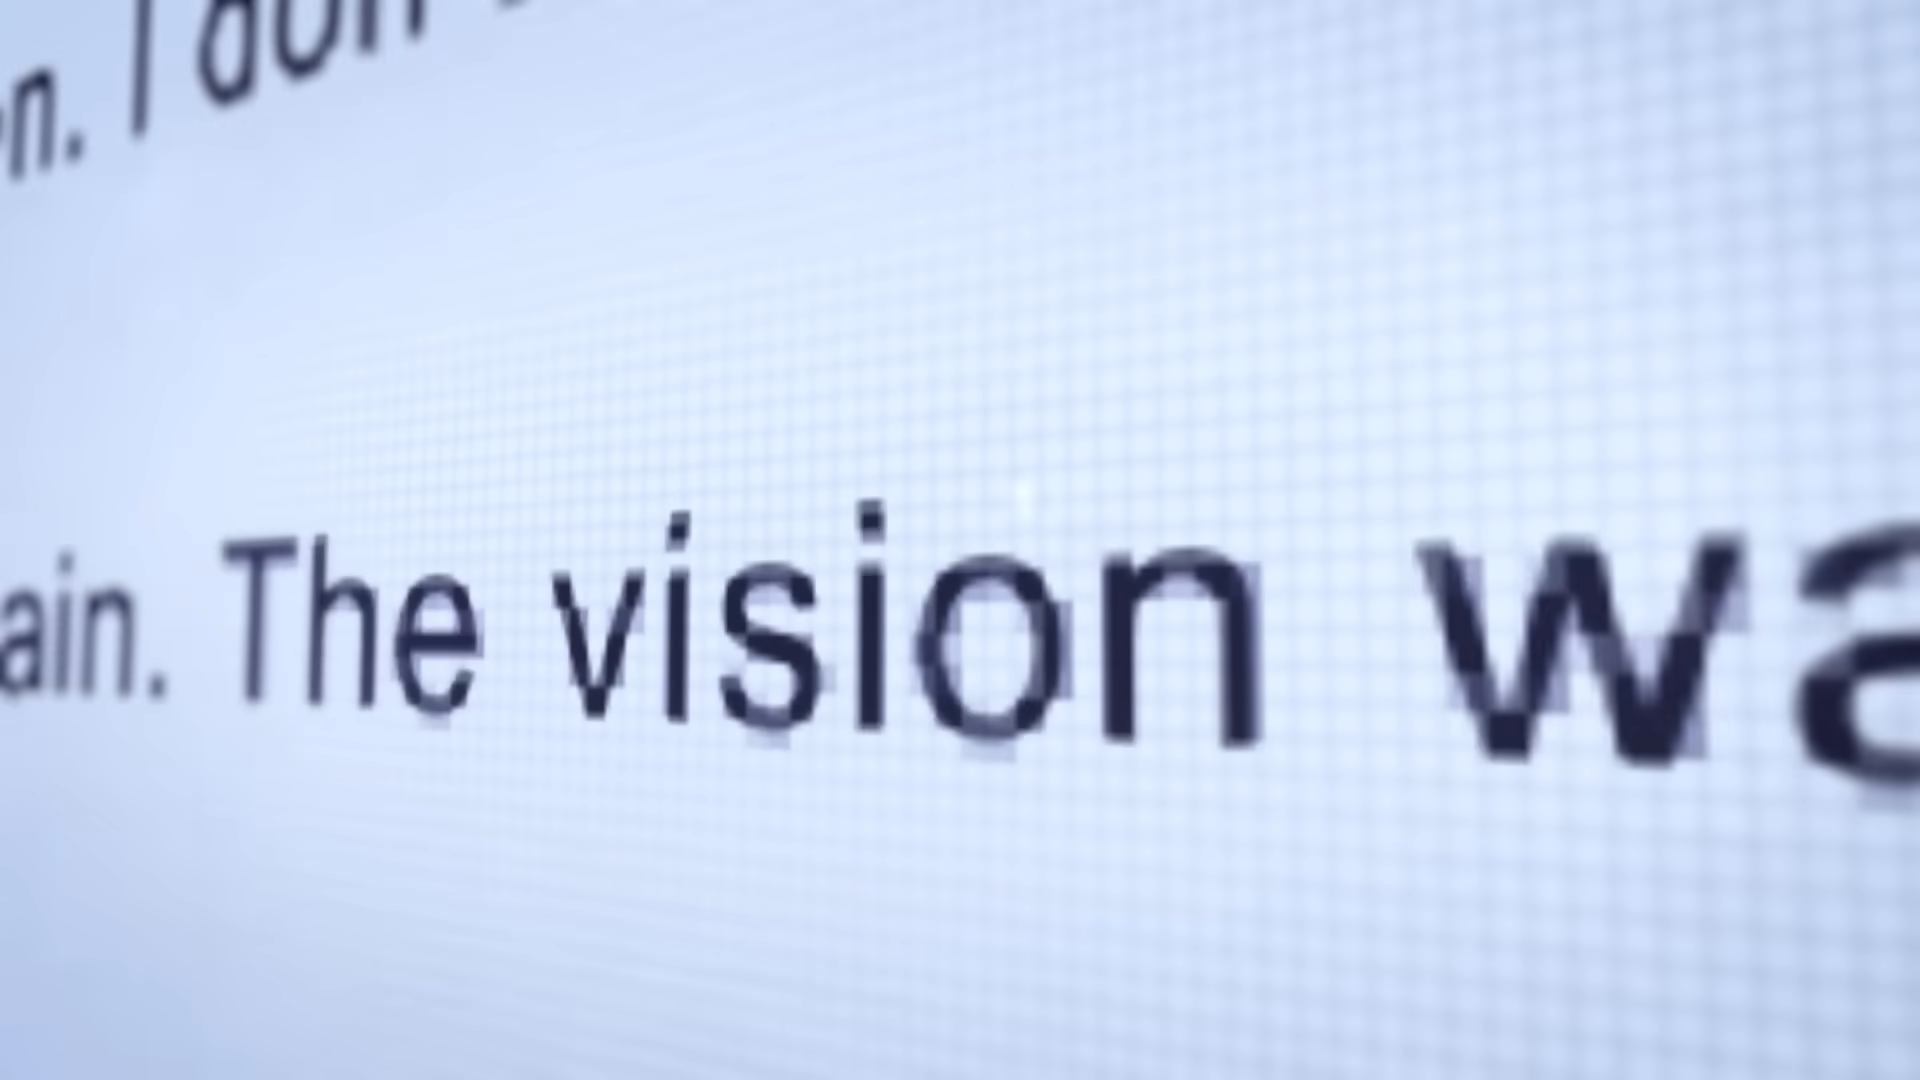 n. I don
ain. The vision wa